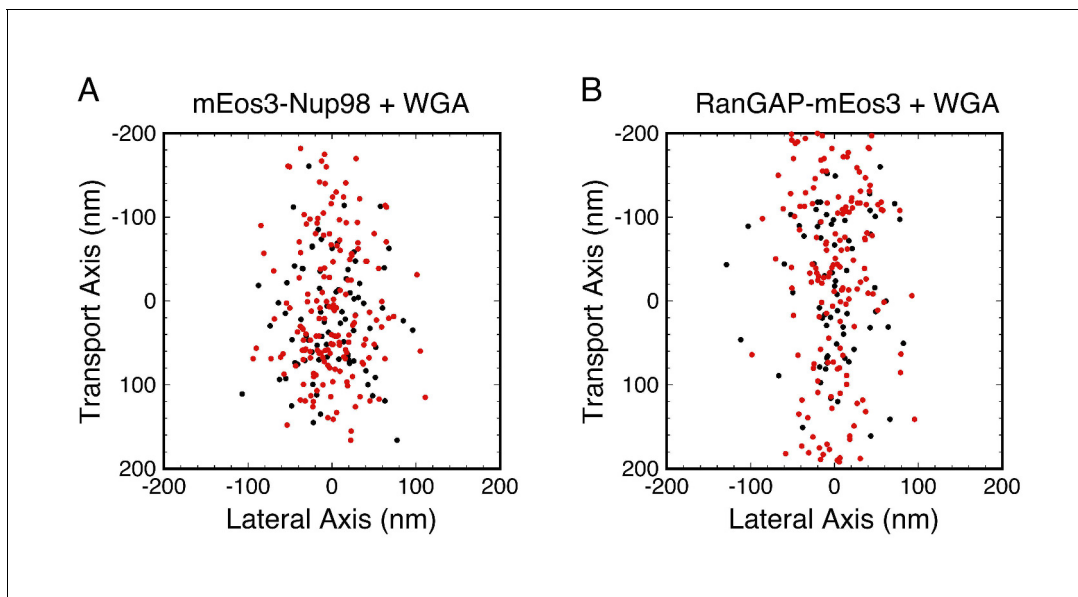 A
mEos3-Nup98 + WGA
-200
-100
0
100
200
Transport Axis (nm)
-200
-100
0
100
200
Lateral Axis (nm)
B
RanGAP-mEos3 + WGA
-200
-100
0
100
200
Transport Axis (nm)
-200
-100
0
100
200
Lateral Axis (nm)